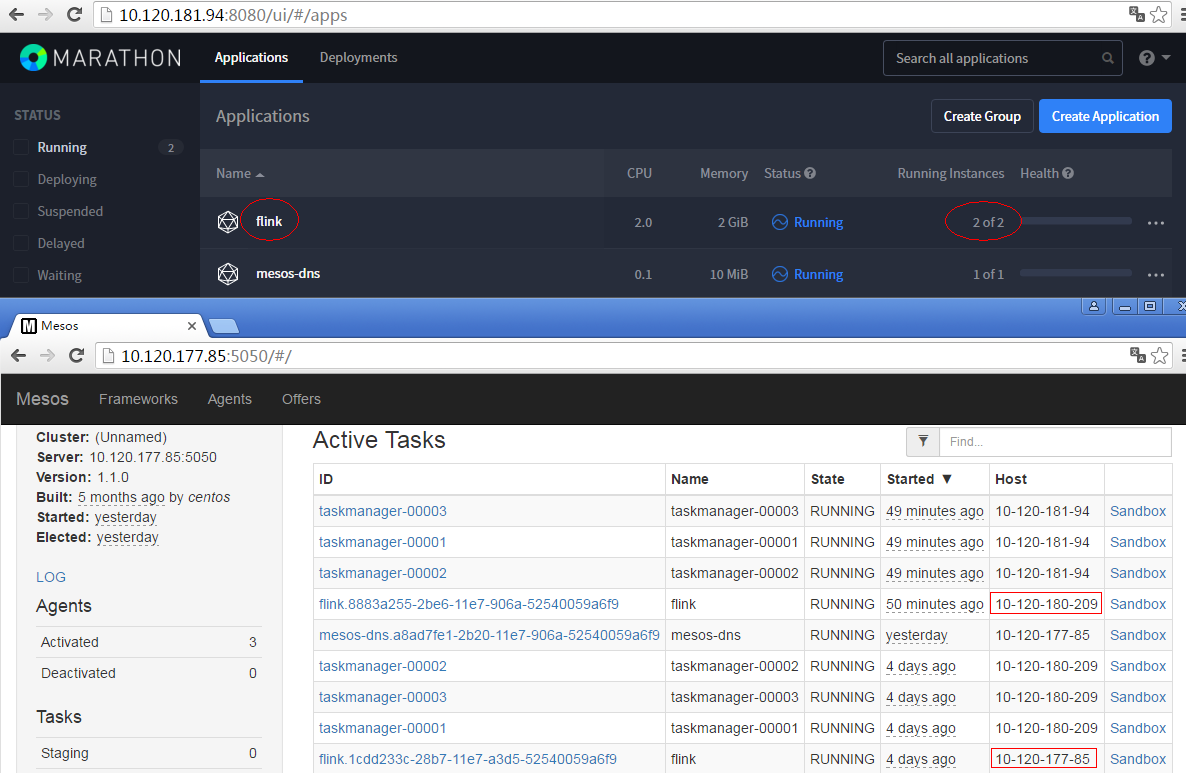 10.120.181.94:8080/ui/#/apps
MARATHON Applications Deployments Search all applications ?
STATUS
Running 2
Deploying
Suspended
Delayed
Waiting
Applications Create Group Create Application
Name CPU Memory Status ? Running Instances Health ?
flink 2.0 2 GiB Running 2 of 2 ...
mesos-dns 0.1 10 MiB Running 1 of 1 ...
M Mesos
10.120.177.85:5050/#/
Mesos Frameworks Agents Offers
Cluster: (Unnamed)
Server: 10.120.177.85:5050
Version: 1.1.0
Built: 5 months ago by centos
Started: yesterday
Elected: yesterday
LOG
Agents
Activated 3
Deactivated 0
Tasks
Staging 0
Active Tasks Find...
ID Name State Started ▼ Host
taskmanager-00003 taskmanager-00003 RUNNING 49 minutes ago 10-120-181-94 Sandbox
taskmanager-00001 taskmanager-00001 RUNNING 49 minutes ago 10-120-181-94 Sandbox
taskmanager-00002 taskmanager-00002 RUNNING 49 minutes ago 10-120-181-94 Sandbox
flink.8883a255-2be6-11e7-906a-52540059a6f9 flink RUNNING 50 minutes ago 10-120-180-209 Sandbox
mesos-dns.a8ad7fe1-2b20-11e7-906a-52540059a6f9 mesos-dns RUNNING yesterday 10-120-177-85 Sandbox
taskmanager-00002 taskmanager-00002 RUNNING 4 days ago 10-120-180-209 Sandbox
taskmanager-00003 taskmanager-00003 RUNNING 4 days ago 10-120-180-209 Sandbox
taskmanager-00001 taskmanager-00001 RUNNING 4 days ago 10-120-180-209 Sandbox
flink.1cdd233c-28b7-11e7-a3d5-52540059a6f9 flink RUNNING 4 days ago 10-120-177-85 Sandbox